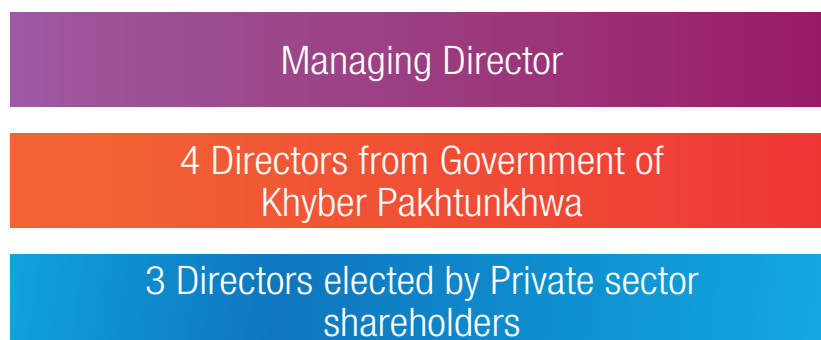 Managing Director
4 Directors from Government of
Khyber Pakhtunkhwa
3 Directors elected by Private sector
shareholders